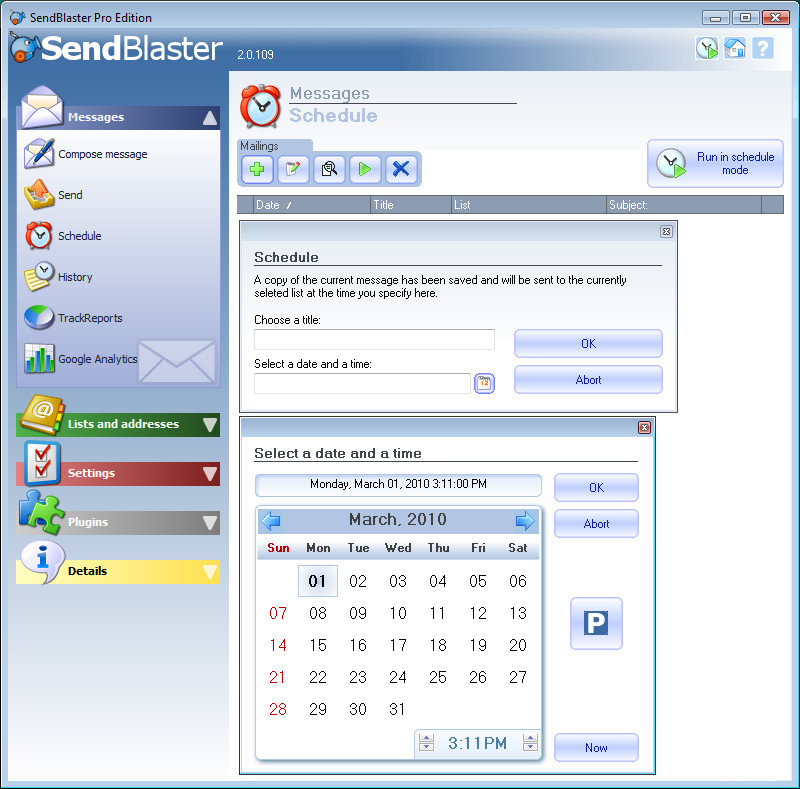 SendBlaster Pro Edition
SendBlaster 2.0.109
?
Messages
Compose message
Send
Schedule
History
TrackReports
Google Analytics
@
Lists and addresses
Settings
Plugins
i
Details
Messages
Schedule
Mailings
Run in schedule
mode
Date / Title List Subject:
Schedule
A copy of the current message has been saved and will be sent to the currently
seleted list at the time you specify here.
Choose a title:
OK
Select a date and a time:
12
Abort
Select a date and a time
Monday, March 01, 2010 3:11:00 PM
OK
March, 2010
Abort
Sun Mon Tue Wed Thu Fri Sat
01 02 03 04 05 06
07 08 09 10 11 12 13
P
14 15 16 17 18 19 20
21 22 23 24 25 26 27
28 29 30 31
3:11PM
Now